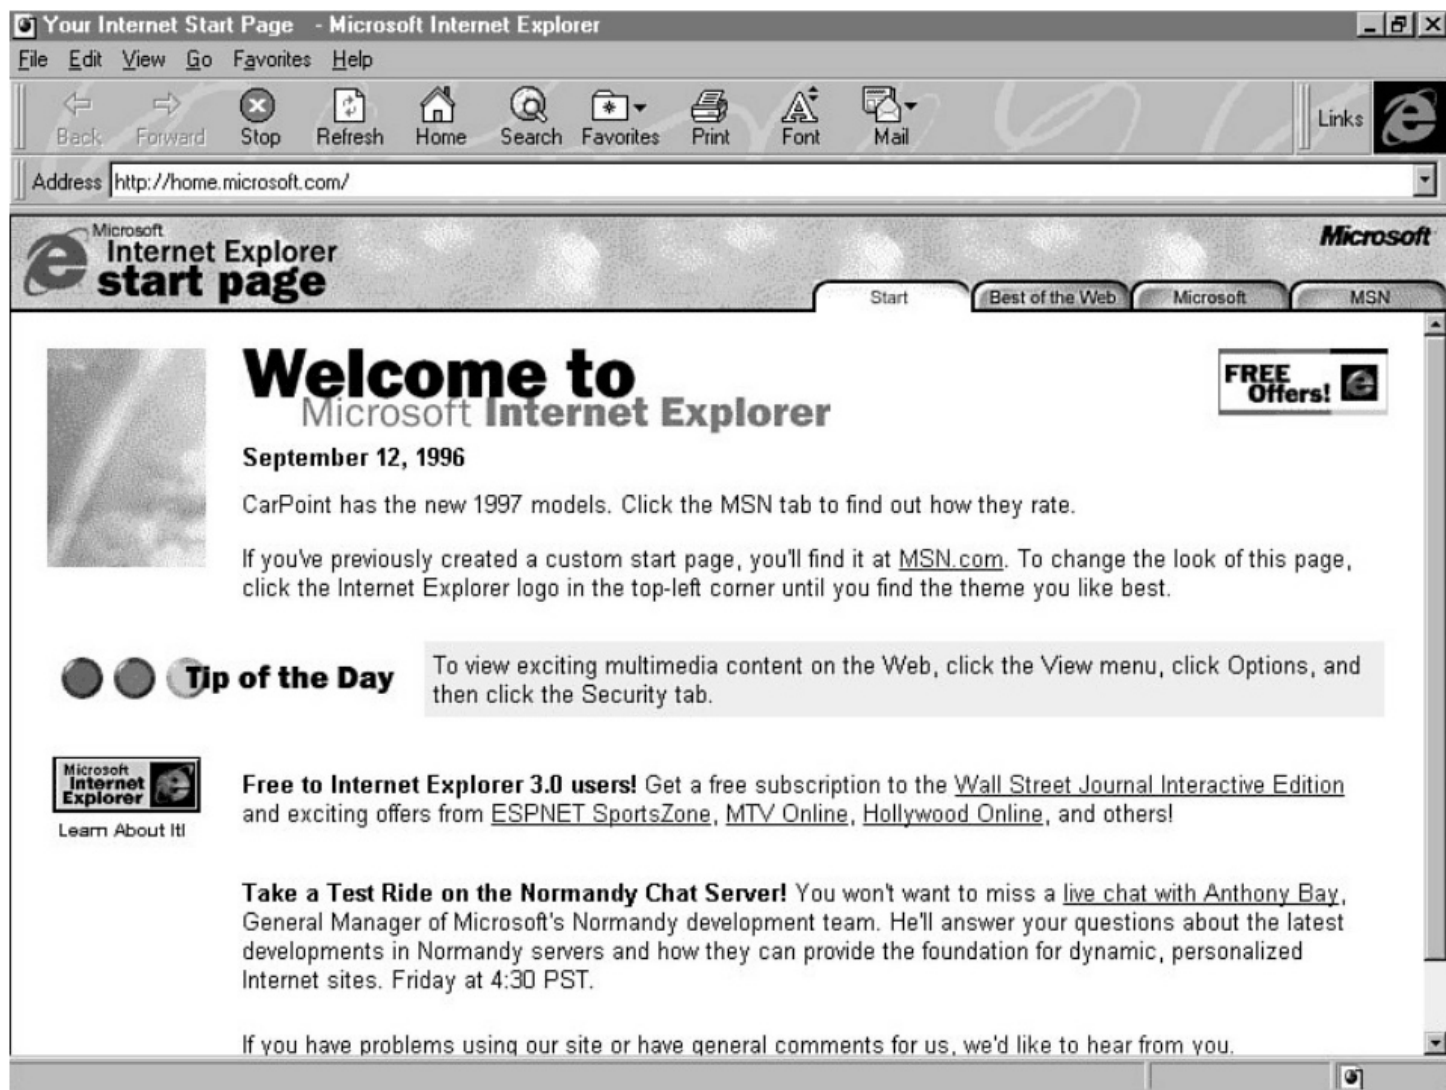 Your Internet Start Page - Microsoft Internet Explorer
File Edit View Go Favorites Help
Back Forward Stop Refresh Home Search Favorites Print Font Mail Links
Address http://home.microsoft.com/
Microsoft
Internet Explorer
start page
Microsoft
Start Best of the Web Microsoft MSN
Welcome to
Microsoft Internet Explorer
FREE
Offers!
September 12, 1996
CarPoint has the new 1997 models. Click the MSN tab to find out how they rate.
If you've previously created a custom start page, you'll find it at MSN.com. To change the look of this page,
click the Internet Explorer logo in the top-left corner until you find the theme you like best.
Tip of the Day
To view exciting multimedia content on the Web, click the View menu, click Options, and
then click the Security tab.
Microsoft
Internet
Explorer
Learn About It!
Free to Internet Explorer 3.0 users! Get a free subscription to the Wall Street Journal Interactive Edition
and exciting offers from ESPNET SportsZone, MTV Online, Hollywood Online, and others!
Take a Test Ride on the Normandy Chat Server! You won't want to miss a live chat with Anthony Bay,
General Manager of Microsoft's Normandy development team. He'll answer your questions about the latest
developments in Normandy servers and how they can provide the foundation for dynamic, personalized
Internet sites. Friday at 4:30 PST.
If you have problems using our site or have general comments for us, we'd like to hear from you.